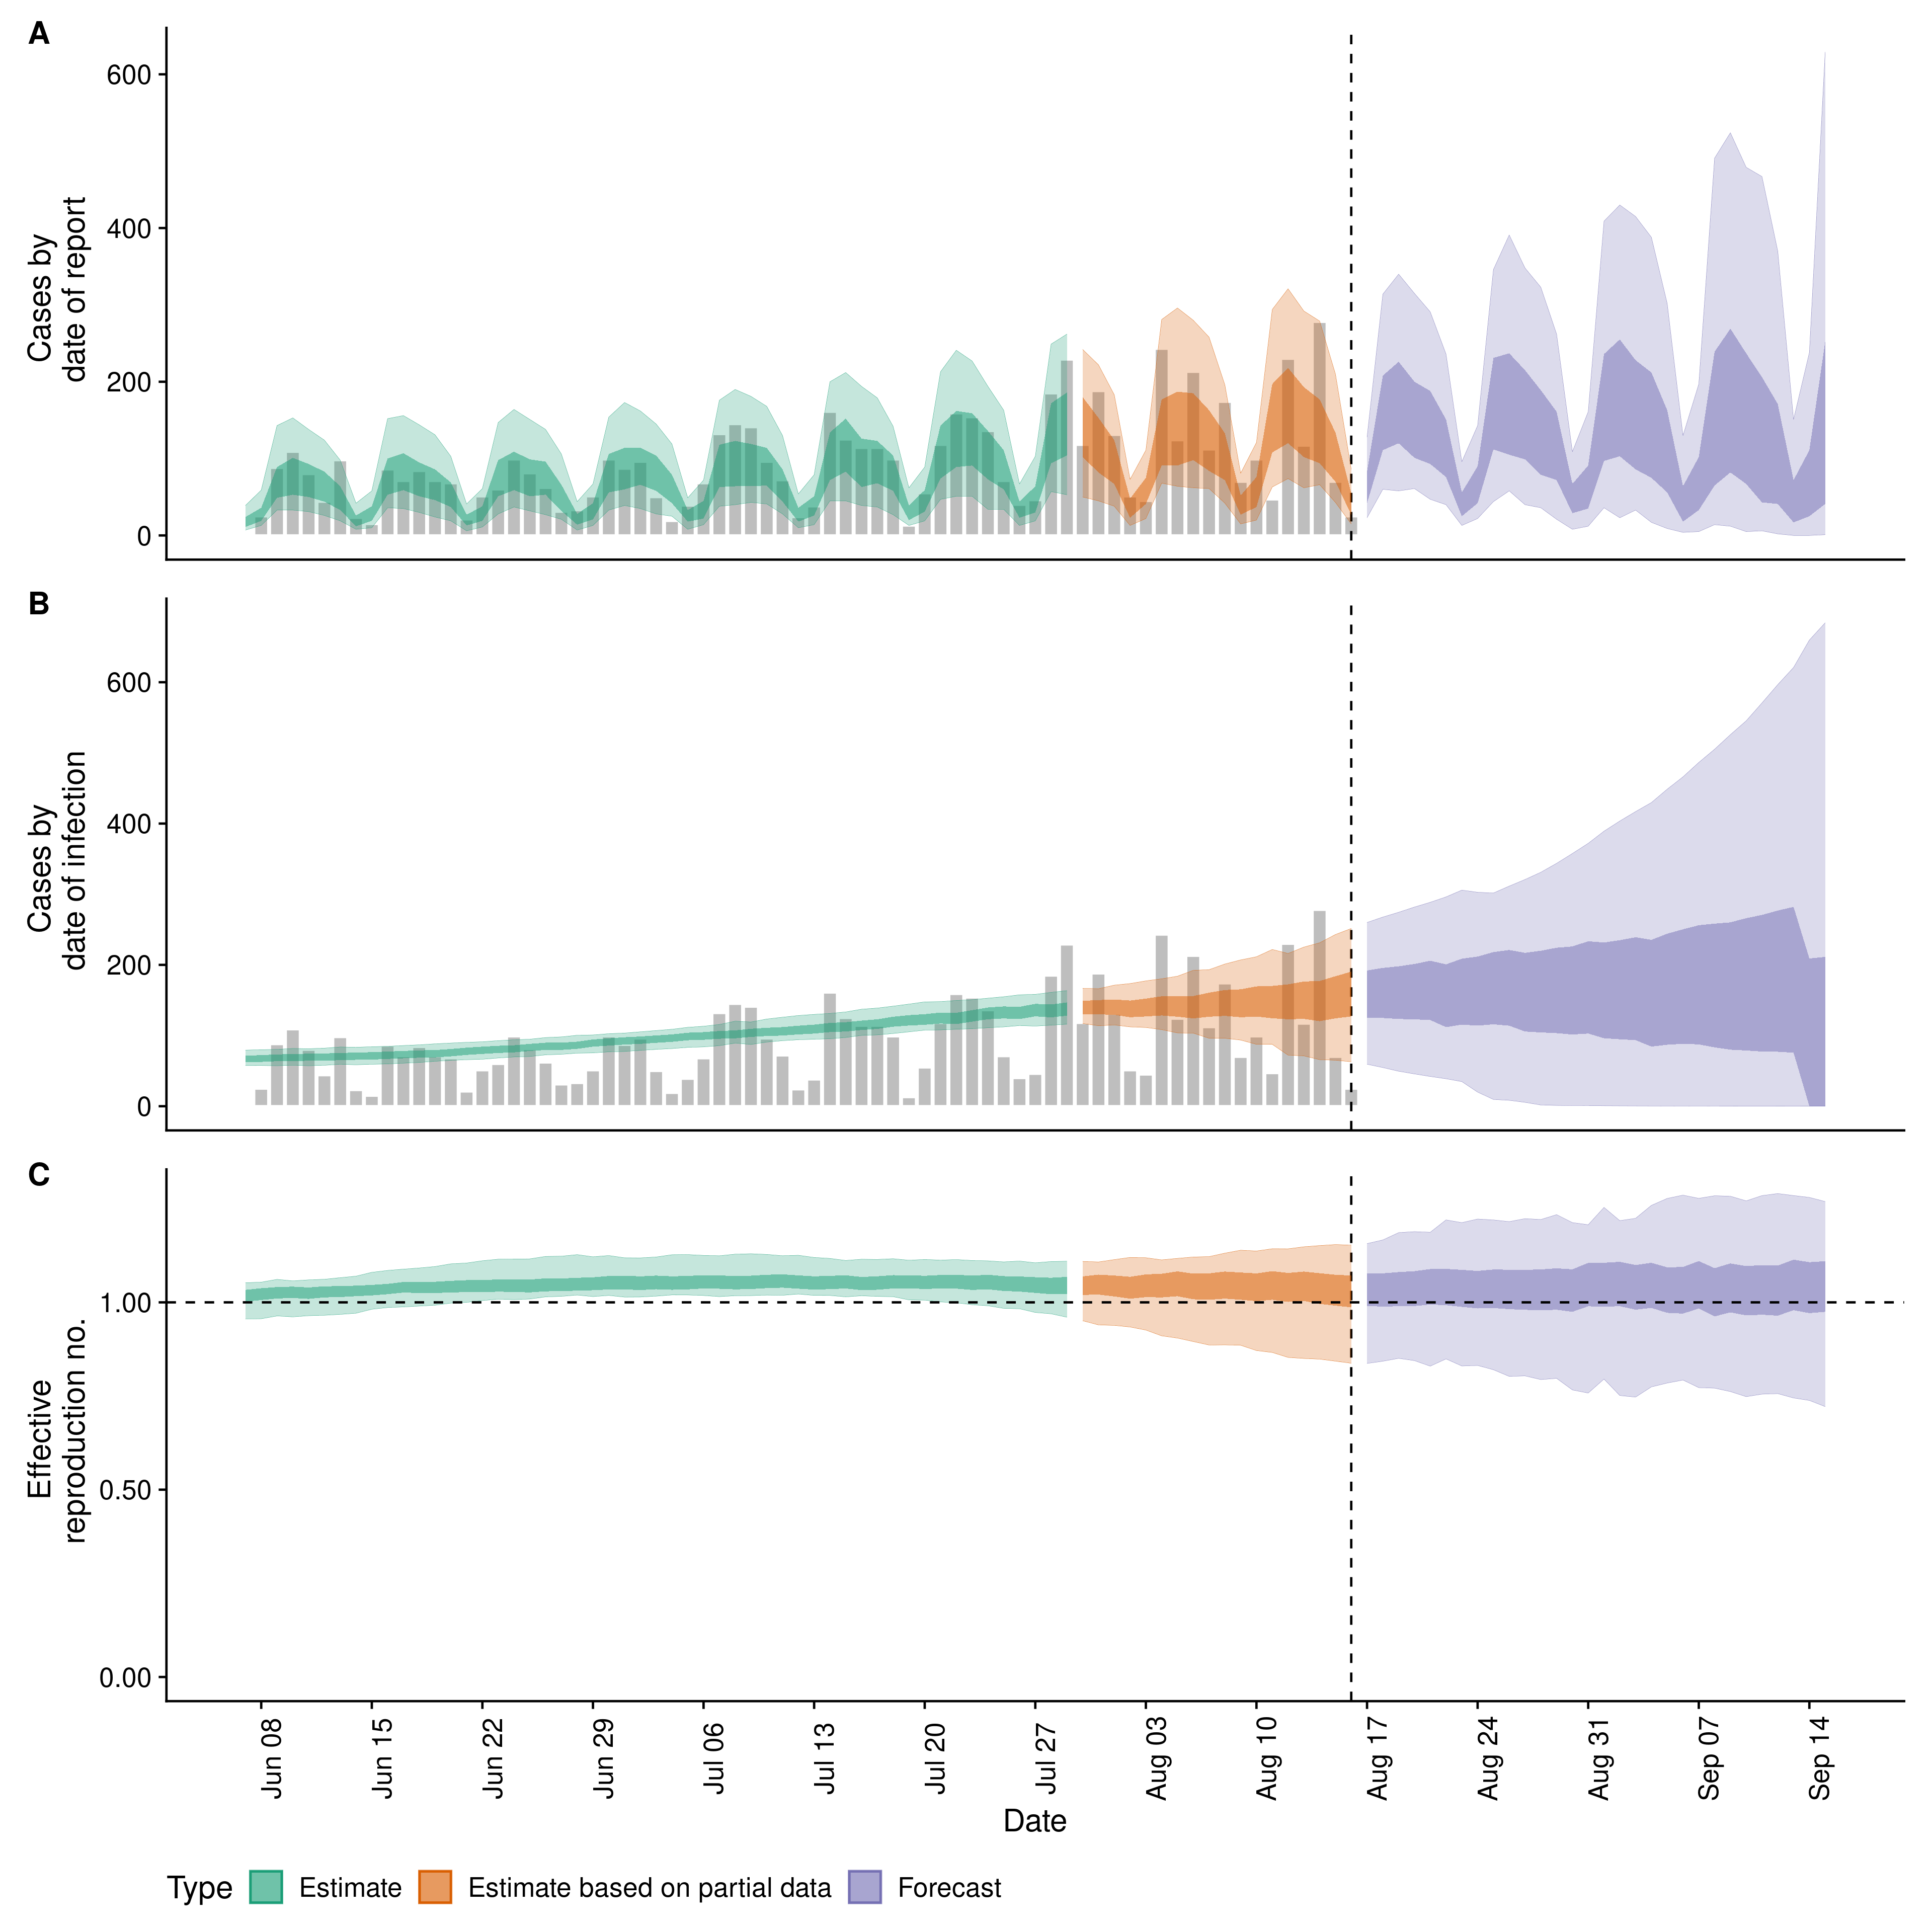 A
600
400
200
0
Cases by
date of report
B
600
400
200
0
Cases by
date of infection
C
1.00
0.50
0.00
Effective
reproduction no.
Jun 08
Jun 15
Jun 22
Jun 29
Jul 06
Jul 13
Jul 20
Jul 27
Aug 03
Aug 10
Aug 17
Aug 24
Aug 31
Sep 07
Sep 14
Date
Type Estimate Estimate based on partial data Forecast